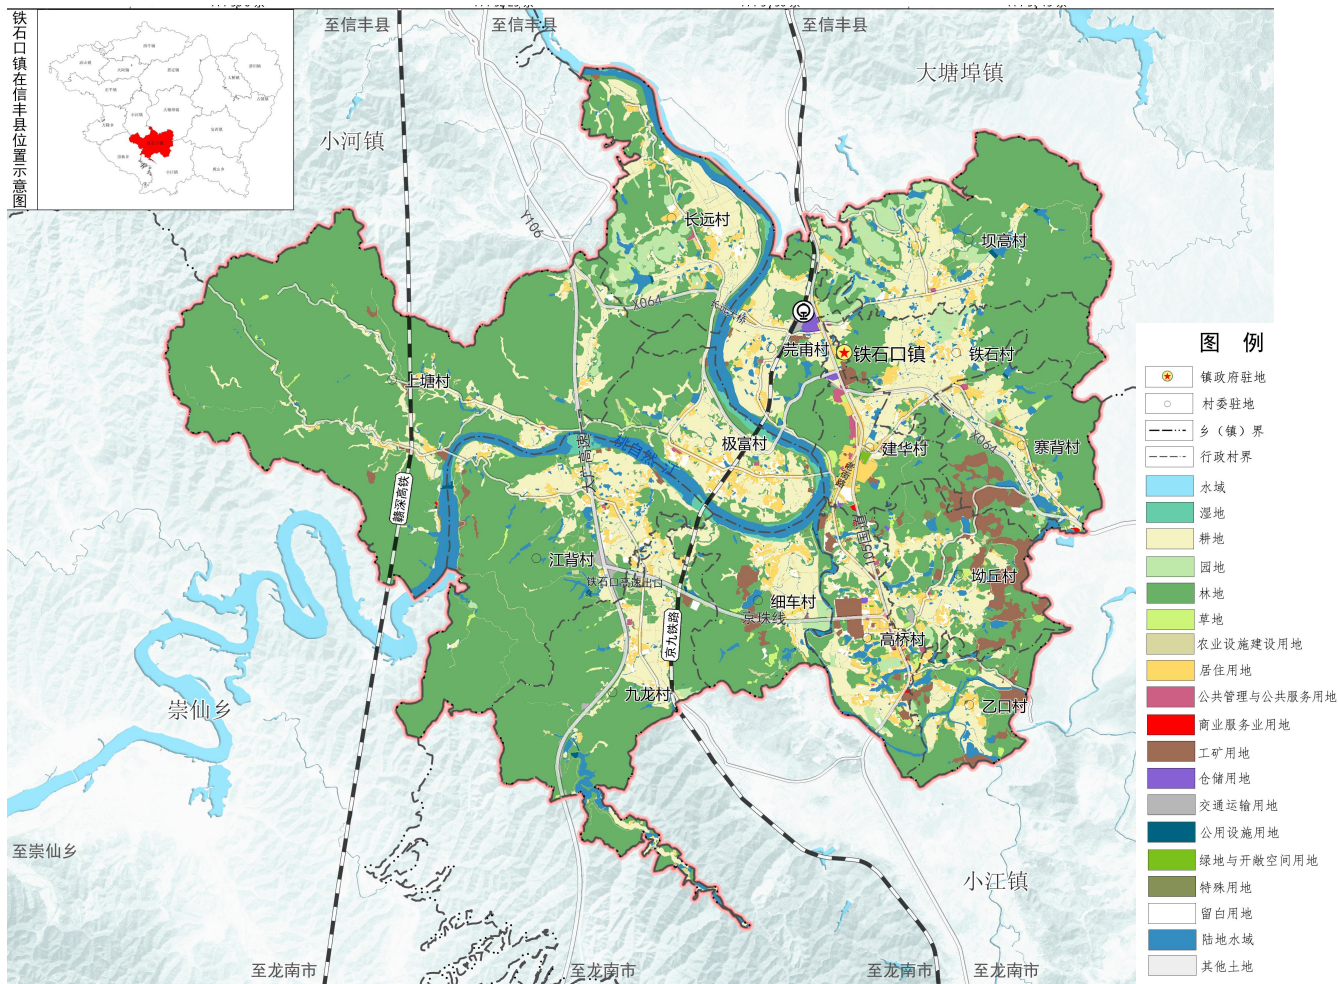 铁石口镇在信丰县位置示意图
至信丰县
至信丰县
至信丰县
大塘埠镇
小河镇
Y106
长远村
坝高村
X064
长远大桥
芫甫村
铁石口镇
铁石村
上塘村
极富村
建华村
寨背村
X064
桃自然江
大广高速
赣深高铁
105国道
江背村
铁石口高速出口
坳丘村
细车村
京珠线
高桥村
京九铁路
九龙村
乙口村
崇仙乡
至崇仙乡
小江镇
至龙南市
至龙南市
至龙南市
至龙南市
图 例
镇政府驻地
村委驻地
乡（镇）界
行政村界
水域
湿地
耕地
园地
林地
草地
农业设施建设用地
居住用地
公共管理与公共服务用地
商业服务业用地
工矿用地
仓储用地
交通运输用地
公用设施用地
绿地与开敞空间用地
特殊用地
留白用地
陆地水域
其他土地